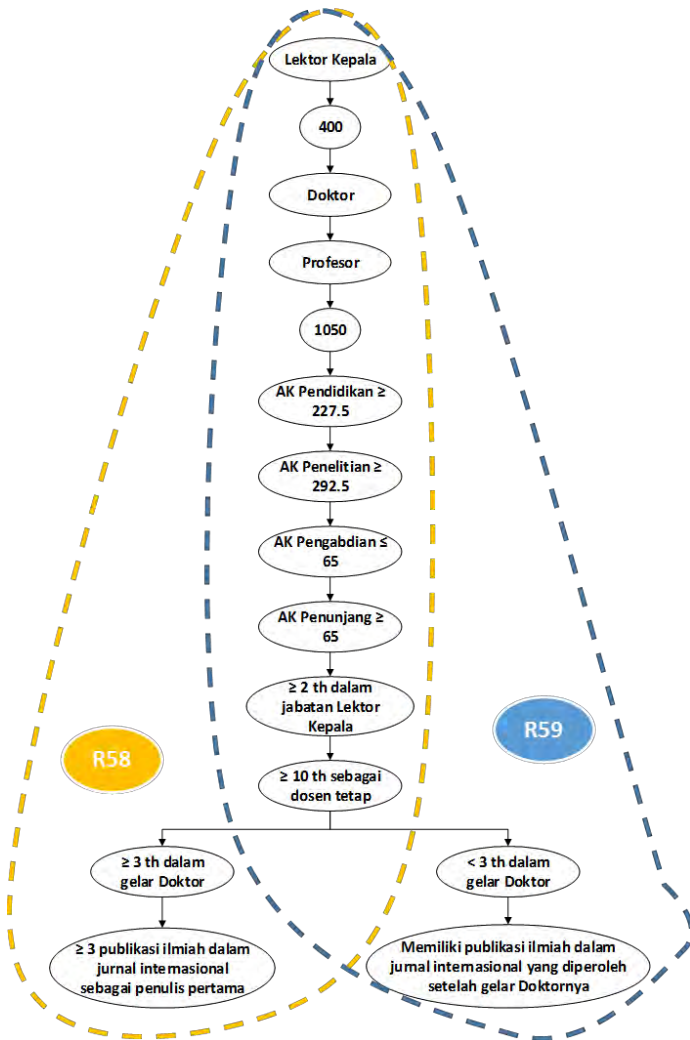 Lektor Kepala
400
Doktor
Profesor
1050
AK Pendidikan ≥
227.5
AK Penelitian ≥
292.5
AK Pengabdian ≤
65
AK Penunjang ≥
65
≥ 2 th dalam
jabatan Lektor
Kepala
R58
R59
≥ 10 th sebagai
dosen tetap
≥ 3 th dalam
gelar Doktor
< 3 th dalam
gelar Doktor
≥ 3 publikasi ilmiah dalam
jurnal internasional
sebagai penulis pertama
Memiliki publikasi ilmiah dalam
jurnal internasional yang diperoleh
setelah gelar Doktornya